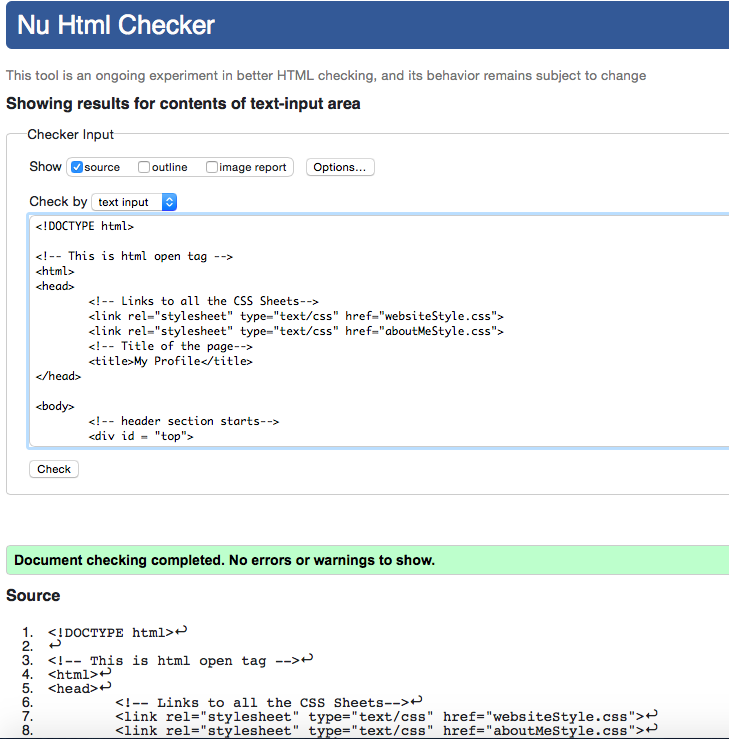 Nu Html Checker
This tool is an ongoing experiment in better HTML checking, and its behavior remains subject to change
Showing results for contents of text-input area
Checker Input
Show source outline image report Options...
Check by text input
<!DOCTYPE html>
<!-- This is html open tag -->
<html>
<head>
<!-- Links to all the CSS Sheets-->
<link rel="stylesheet" type="text/css" href="websiteStyle.css">
<link rel="stylesheet" type="text/css" href="aboutMeStyle.css">
<!-- Title of the page-->
<title>My Profile</title>
</head>
<body>
<!-- header section starts-->
<div id = "top">
Check
Document checking completed. No errors or warnings to show.
Source
1. <!DOCTYPE html>↩
2. ↩
3. <!-- This is html open tag -->↩
4. <html>↩
5. <head>↩
6. <!-- Links to all the CSS Sheets-->↩
7. <link rel="stylesheet" type="text/css" href="websiteStyle.css">↩
8. <link rel="stylesheet" type="text/css" href="aboutMeStyle.css">↩